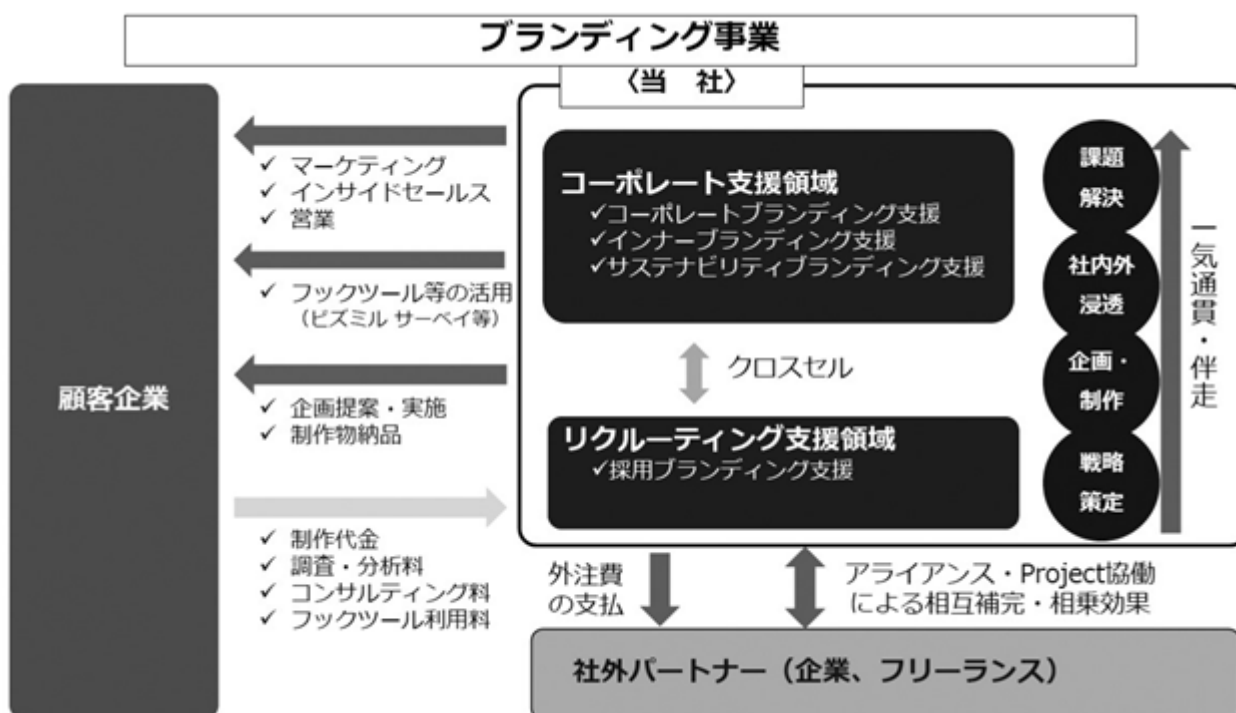 ブランディング事業
〈当　社〉
顧客企業
✓ マーケティング
✓ インサイドセールス
✓ 営業
✓ フックツール等の活用
（ビズミル サーベイ等）
✓ 企画提案・実施
✓ 制作物納品
✓ 制作代金
✓ 調査・分析料
✓ コンサルティング料
✓ フックツール利用料
コーポレート支援領域
✓コーポレートブランディング支援
✓インナーブランディング支援
✓サステナビリティブランディング支援
クロスセル
リクルーティング支援領域
✓採用ブランディング支援
課題
解決
社内外
浸透
企画・
制作
戦略
策定
一気通貫・伴走
外注費
の支払
アライアンス・Project協働
による相互補完・相乗効果
社外パートナー（企業、フリーランス）